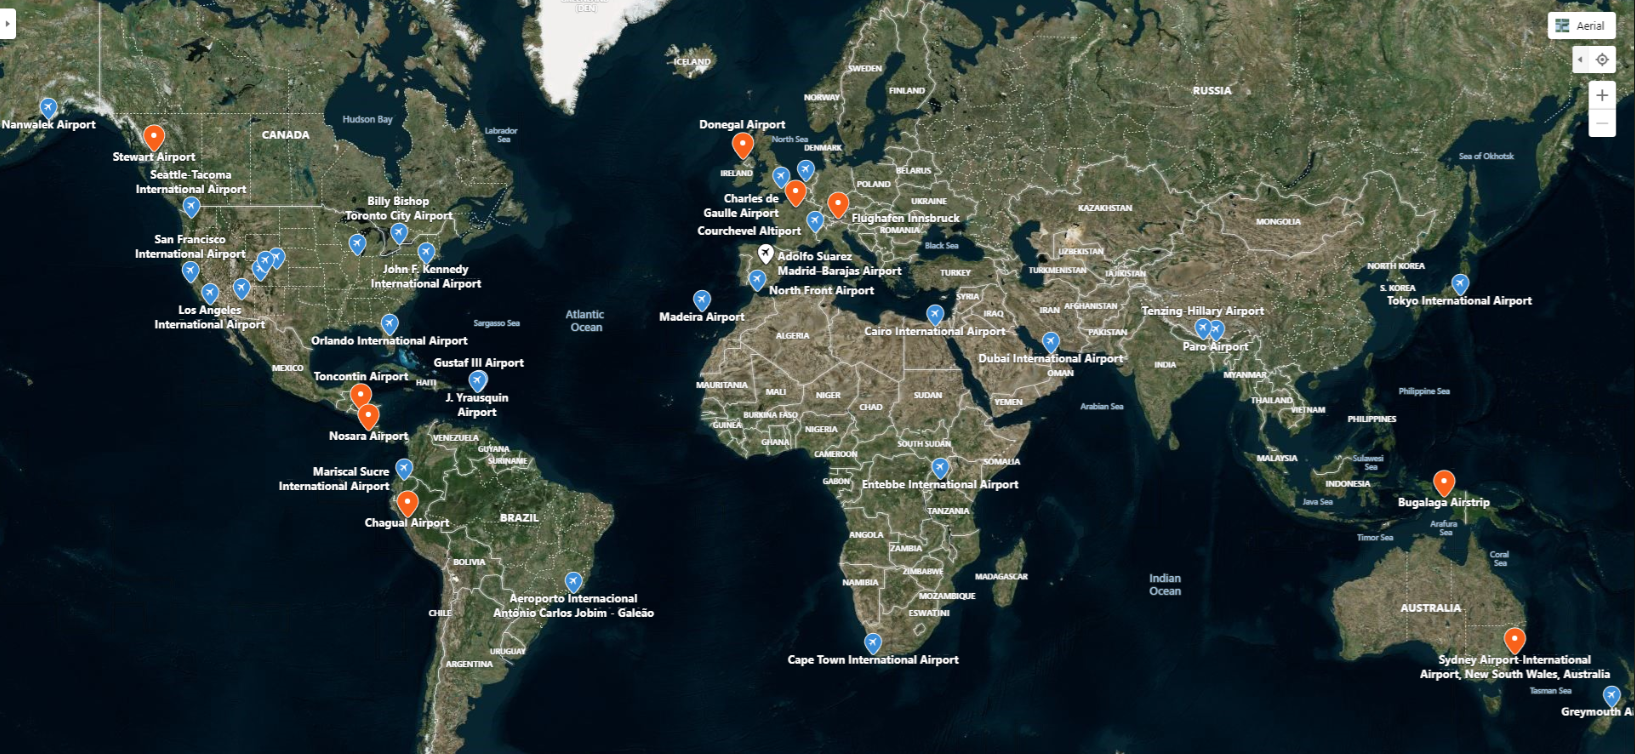 (DEN)
Aerial
ICELAND
SWEDEN
FINLAND
NORWAY
RUSSIA
Nanwalek Airport
Hudson Bay
CANADA
Labrador
Sea
Donegal Airport
North Sea
DENMARK
Stewart Airport
Sea of Okhotsk
Seattle-Tacoma
International Airport
IRELAND
BELARUS
POLAND
Billy Bishop
Toronto City Airport
Charles de
Gaulle Airport
UKRAINE
KAZAKHSTAN
Flughafen Innsbruck
MONGOLIA
Courchevel Altiport
ROMANIA
San Francisco
International Airport
Black Sea
UZBEKISTAN
Adolfo Suarez
Madrid-Barajas Airport
NORTH KOREA
John F. Kennedy
International Airport
TURKEY
TURKMENISTAN
TAJIKISTAN
North Front Airport
S. KOREA
Tokyo International Airport
SYRIA
Los Angeles
International Airport
Madeira Airport
Atlantic
Ocean
Sargasso Sea
IRAQ
IRAN
AFGHANISTAN
Tenzing-Hillary Airport
ALGERIA
Cairo International Airport
PAKISTAN
Orlando International Airport
Paro Airport
Dubai International Airport
INDIA
Gustaf III Airport
MEXICO
OMAN
Toncontin Airport
HAITI
MYANMAR
MAURITANIA
MALI
NIGER
SUDAN
Philippine Sea
J. Yrausquin
Airport
YEMEN
Arabian Sea
THAILAND
VIETNAM
CHAD
BURKINA FASO
PHILIPPINES
GUINEA
NIGERIA
Nosara Airport
VENEZUELA
GHANA
SOUTH SUDAN
GUYANA
SURINAME
CAMEROON
SOMALIA
MALAYSIA
Sulawesi
Sea
Mariscal Sucre
International Airport
GABON
Entebbe International Airport
INDONESIA
Java Sea
Bugalaga Airstrip
TANZANIA
Chagual Airport
BRAZIL
Arafura
Sea
ANGOLA
Timor Sea
ZAMBIA
Coral
Sea
BOLIVIA
ZIMBABWE
NAMIBIA
MADAGASCAR
Indian
Ocean
Aeroporto Internacional
Antônio Carlos Jobim - Galeão
MOZAMBIQUE
CHILE
ESWATINI
AUSTRALIA
URUGUAY
ARGENTINA
Cape Town International Airport
Sydney Airport-International
Airport, New South Wales, Australia
Tasman Sea
Greymouth Ai